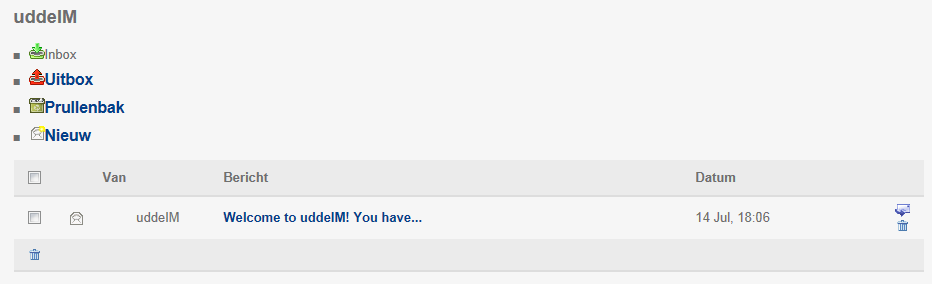 uddeIM
Inbox
Uitbox
Prullenbak
Nieuw
Van Bericht Datum
uddeIM Welcome to uddeIM! You have... 14 Jul, 18:06